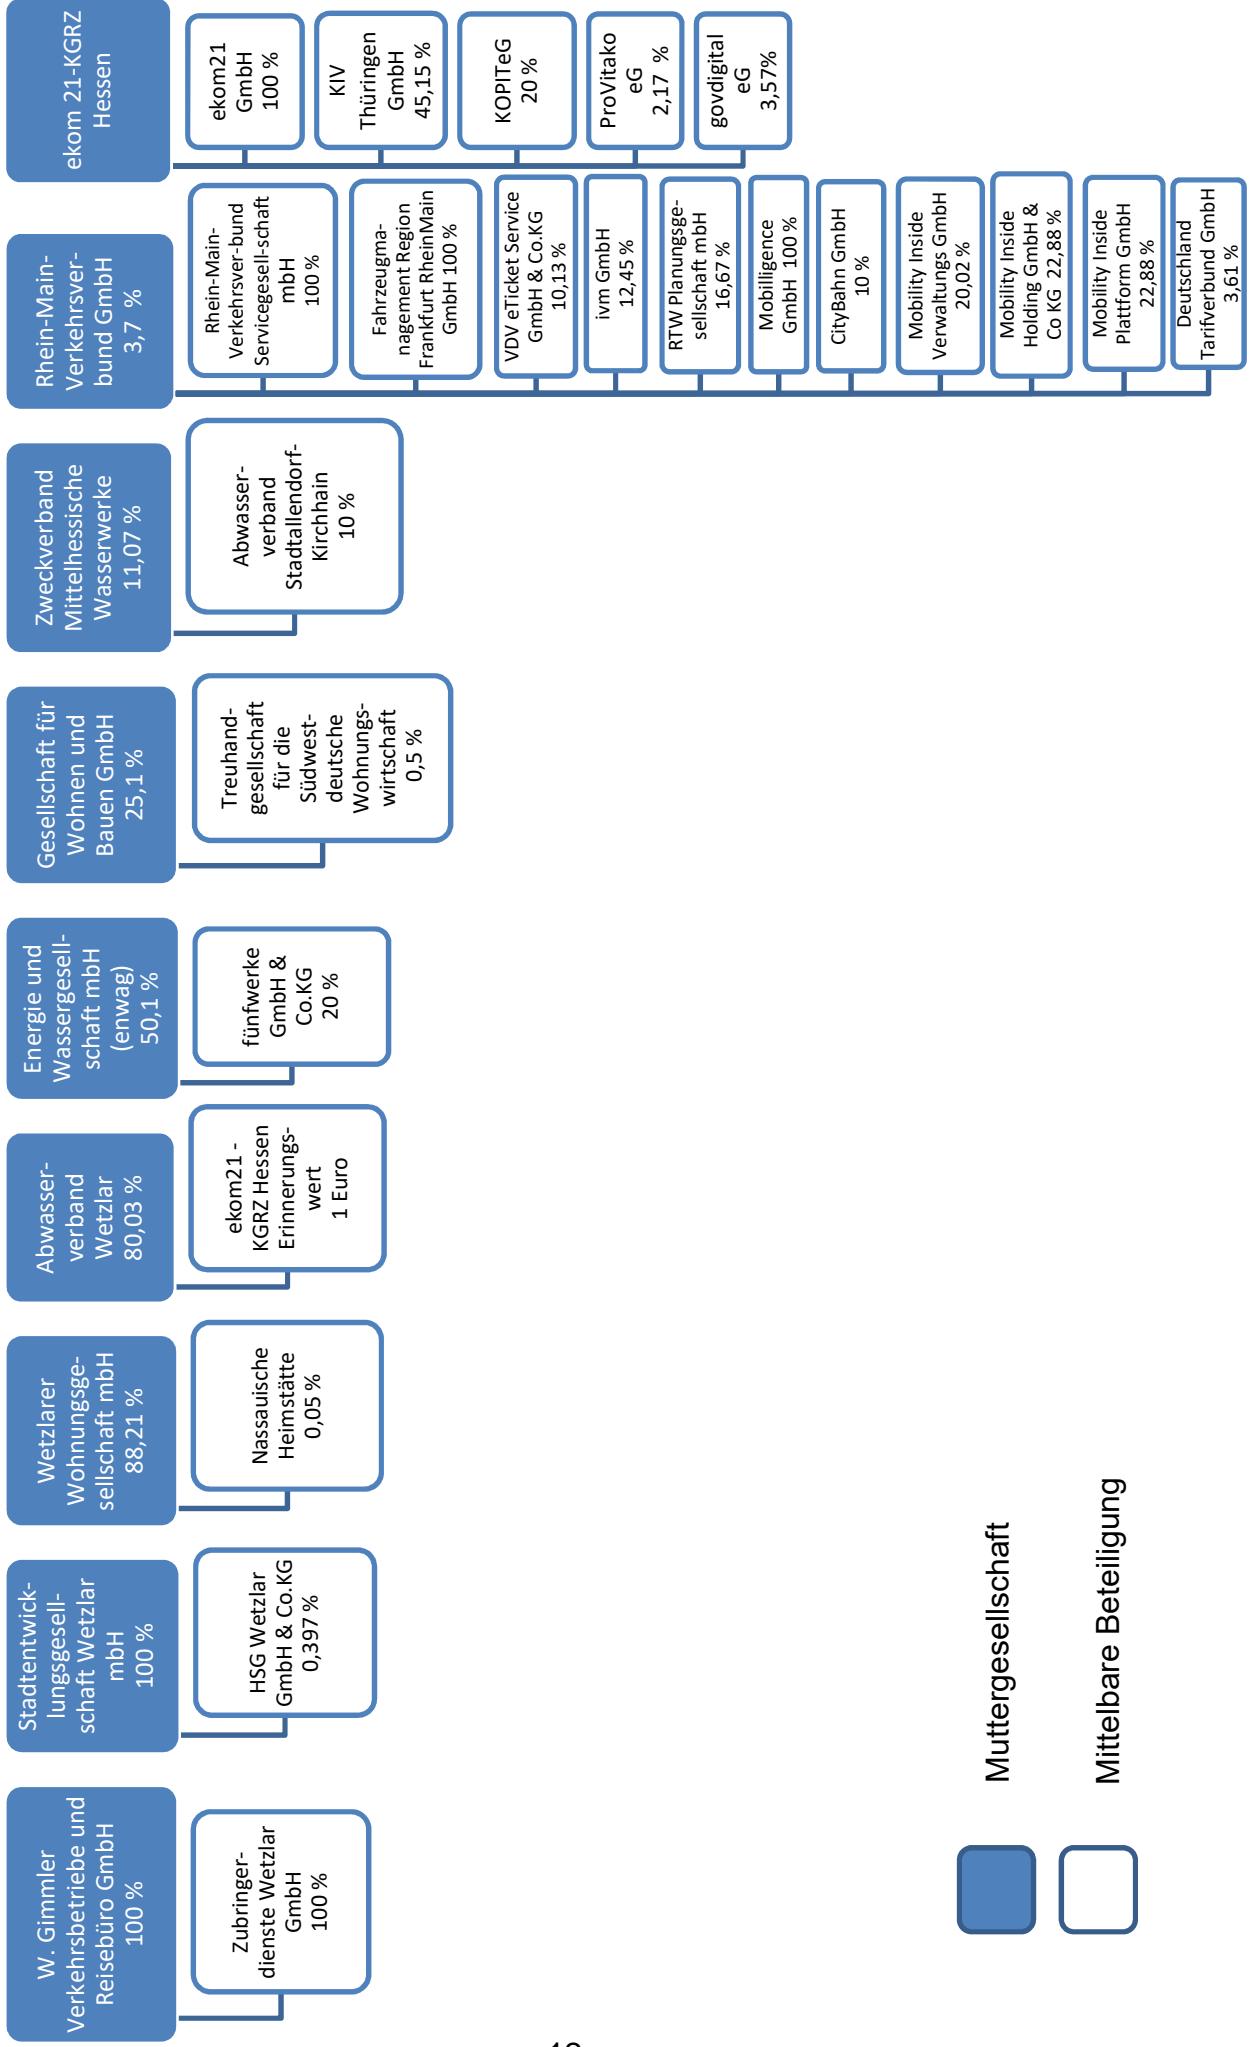 W. Gimmler
Verkehrsbetriebe und
Reisebüro GmbH
100 %
Zubringer-
dienste Wetzlar
GmbH
100 %
Stadtentwick-
lungsgesell-
schaft Wetzlar
mbH
100 %
HSG Wetzlar
GmbH & Co.KG
0,397 %
Wetzlarer
Wohnungsge-
sellschaft mbH
88,21 %
Nassauische
Heimstätte
0,05 %
Abwasser-
verband
Wetzlar
80,03 %
ekom21 -
KGRZ Hessen
Erinnerungs-
wert
1 Euro
Energie und
Wassergesell-
schaft mbH
(enwag)
50,1 %
fünfwerke
GmbH &
Co.KG
20 %
Gesellschaft für
Wohnen und
Bauen GmbH
25,1 %
Treuhand-
gesellschaft
für die
Südwest-
deutsche
Wohnungs-
wirtschaft
0,5 %
Zweckverband
Mittelhessische
Wasserwerke
11,07 %
Abwasser-
verband
Stadtallendorf-
Kirchhain
10 %
Rhein-Main-
Verkehrsver-
bund GmbH
3,7 %
Rhein-Main-
Verkehrsver-bund
Servicegesell-schaft
mbH
100 %
Fahrzeugma-
nagement Region
Frankfurt RheinMain
GmbH 100 %
VDV eTicket Service
GmbH & Co.KG
10,13 %
ivm GmbH
12,45 %
RTW Planungsge-
sellschaft mbH
16,67 %
Mobilligence
GmbH 100 %
CityBahn GmbH
10 %
Mobility Inside
Verwaltungs GmbH
20,02 %
Mobility Inside
Holding GmbH &
Co KG 22,88 %
Mobility Inside
Plattform GmbH
22,88 %
Deutschland
Tarifverbund GmbH
3,61 %
ekom 21-KGRZ
Hessen
ekom21
GmbH
100 %
KIV
Thüringen
GmbH
45,15 %
KOPITeG
20 %
ProVitako
eG
2,17 %
govdigital
eG
3,57%
Muttergesellschaft
Mittelbare Beteiligung